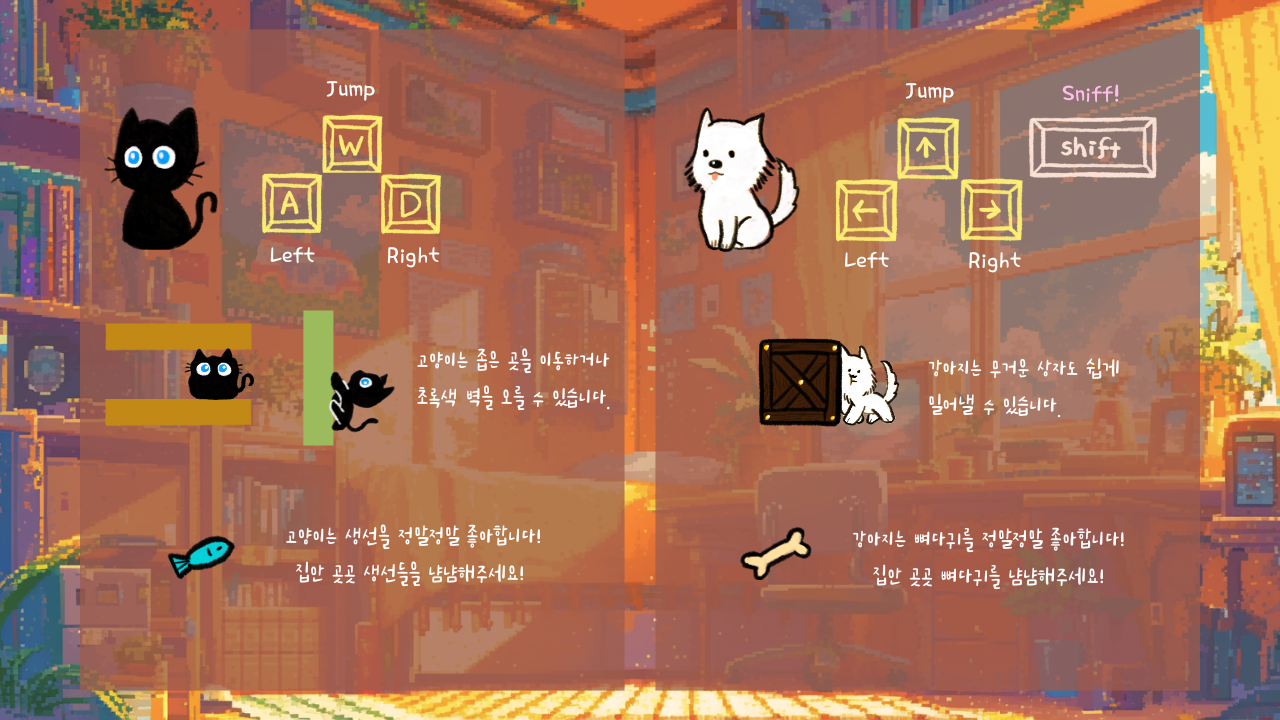 Jump
W
A
D
Left
Right
고양이는 좁은 곳을 이동하거나
초록색 벽을 오를 수 있습니다.
고양이는 생선을 정말정말 좋아합니다!
집안 곳곳 생선들을 냠냠해주세요!
Jump
Sniff!
↑
shift
←
→
Left
Right
강아지는 무거운 상자도 쉽게
밀어낼 수 있습니다.
강아지는 뼈다귀를 정말정말 좋아합니다!
집안 곳곳 뼈다귀를 냠냠해주세요!